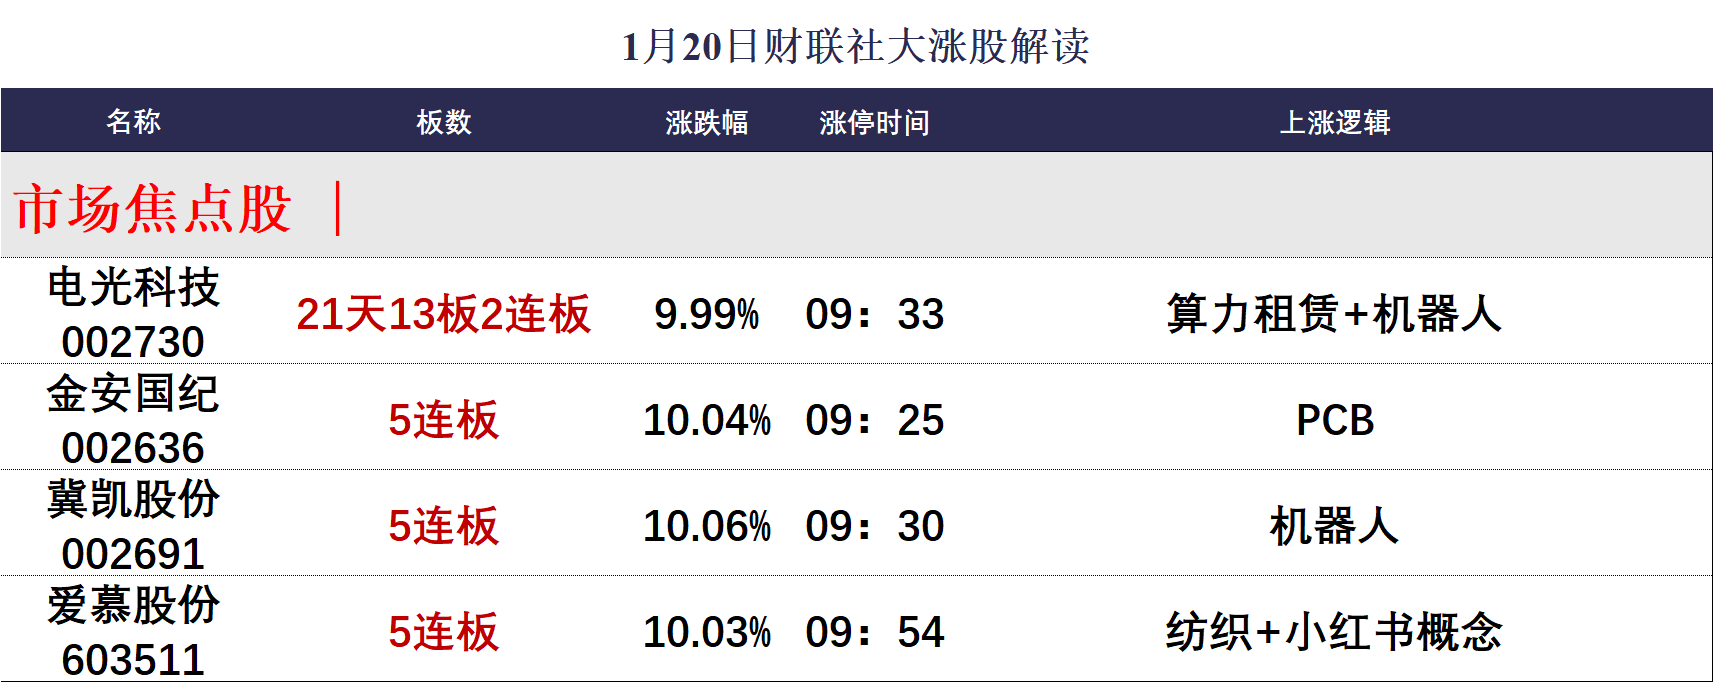 1月20日财联社大涨股解读
名称 板数 涨跌幅 涨停时间 上涨逻辑
市场焦点股 |
电光科技
002730 21天13板2连板 9.99% 09：33 算力租赁+机器人
金安国纪
002636 5连板 10.04% 09：25 PCB
冀凯股份
002691 5连板 10.06% 09：30 机器人
爱慕股份
603511 5连板 10.03% 09：54 纺织+小红书概念